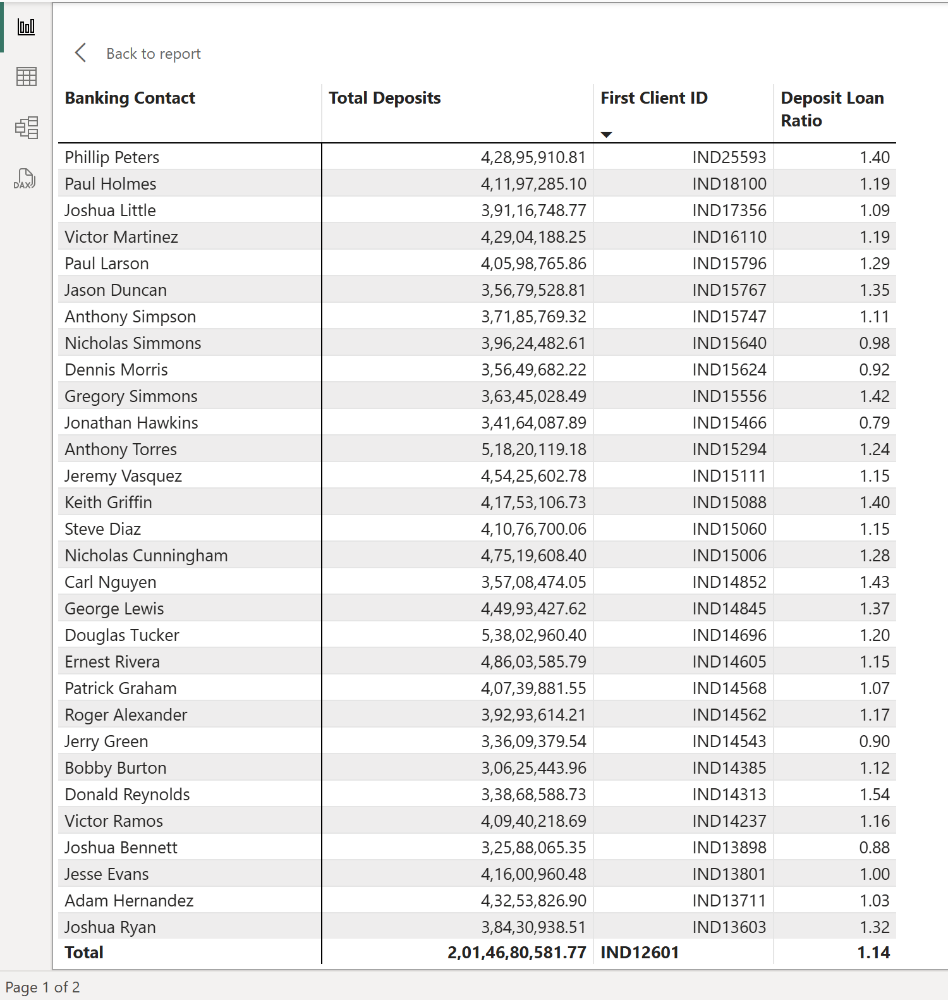 Back to report
Banking Contact Total Deposits First Client ID Deposit Loan
Ratio
Phillip Peters 4,28,95,910.81 IND25593 1.40
Paul Holmes 4,11,97,285.10 IND18100 1.19
Joshua Little 3,91,16,748.77 IND17356 1.09
Victor Martinez 4,29,04,188.25 IND16110 1.19
Paul Larson 4,05,98,765.86 IND15796 1.29
Jason Duncan 3,56,79,528.81 IND15767 1.35
Anthony Simpson 3,71,85,769.32 IND15747 1.11
Nicholas Simmons 3,96,24,482.61 IND15640 0.98
Dennis Morris 3,56,49,682.22 IND15624 0.92
Gregory Simmons 3,63,45,028.49 IND15556 1.42
Jonathan Hawkins 3,41,64,087.89 IND15466 0.79
Anthony Torres 5,18,20,119.18 IND15294 1.24
Jeremy Vasquez 4,54,25,602.78 IND15111 1.15
Keith Griffin 4,17,53,106.73 IND15088 1.40
Steve Diaz 4,10,76,700.06 IND15060 1.15
Nicholas Cunningham 4,75,19,608.40 IND15006 1.28
Carl Nguyen 3,57,08,474.05 IND14852 1.43
George Lewis 4,49,93,427.62 IND14845 1.37
Douglas Tucker 5,38,02,960.40 IND14696 1.20
Ernest Rivera 4,86,03,585.79 IND14605 1.15
Patrick Graham 4,07,39,881.55 IND14568 1.07
Roger Alexander 3,92,93,614.21 IND14562 1.17
Jerry Green 3,36,09,379.54 IND14543 0.90
Bobby Burton 3,06,25,443.96 IND14385 1.12
Donald Reynolds 3,38,68,588.73 IND14313 1.54
Victor Ramos 4,09,40,218.69 IND14237 1.16
Joshua Bennett 3,25,88,065.35 IND13898 0.88
Jesse Evans 4,16,00,960.48 IND13801 1.00
Adam Hernandez 4,32,53,826.90 IND13711 1.03
Joshua Ryan 3,84,30,938.51 IND13603 1.32
Total 2,01,46,80,581.77 IND12601 1.14
DAX
Page 1 of 2